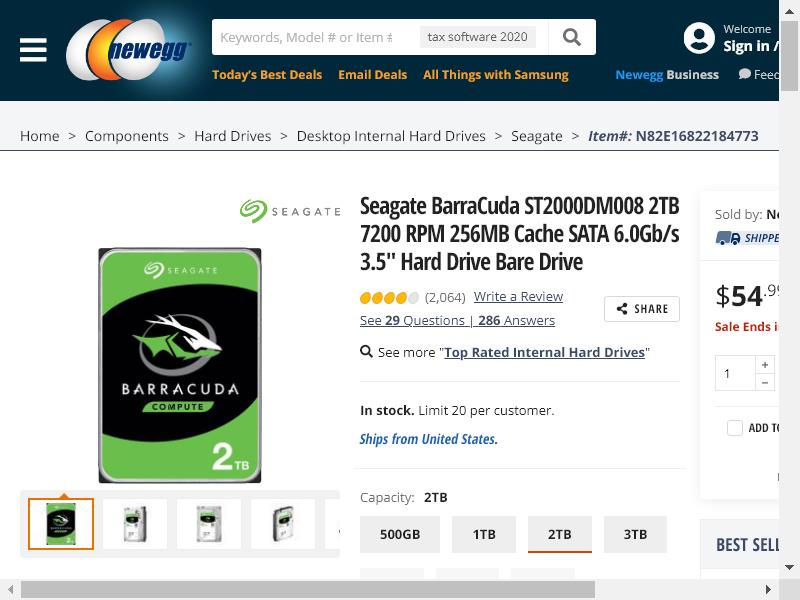 newegg
Keywords, Model # or Item #
tax software 2020
Welcome
Sign in /
Today's Best Deals
Email Deals
All Things with Samsung
Newegg Business
Feed
Home > Components > Hard Drives > Desktop Internal Hard Drives > Seagate > Item#: N82E16822184773
SEAGATE
SEAGATE
BARRACUDA
COMPUTE
2TB
Seagate BarraCuda ST2000DM008 2TB
7200 RPM 256MB Cache SATA 6.0Gb/s
3.5" Hard Drive Bare Drive
(2,064) Write a Review
See 29 Questions | 286 Answers
SHARE
See more "Top Rated Internal Hard Drives"
In stock. Limit 20 per customer.
Ships from United States.
Capacity: 2TB
500GB
1TB
2TB
3TB
Sold by: Ne
SHIPPE
$54.99
Sale Ends i
1
+
−
ADD TO
BEST SELL